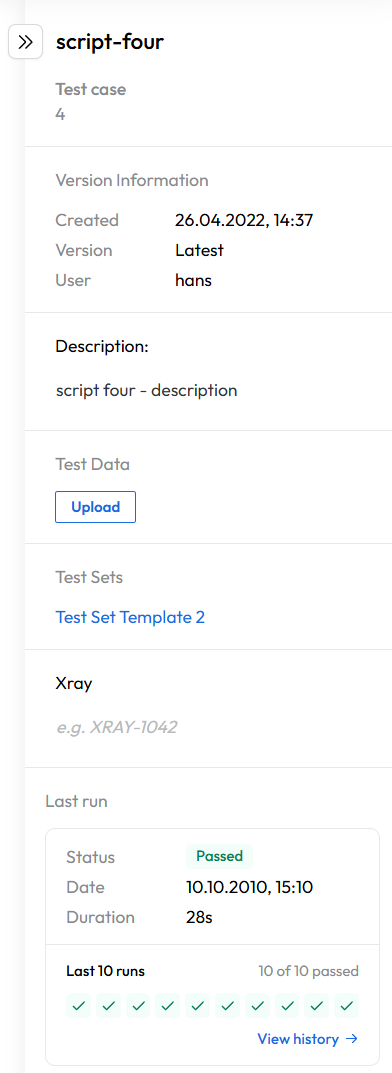 script-four
Test case
4
Version Information
Created 26.04.2022, 14:37
Version Latest
User hans
Description:
script four - description
Test Data
Upload
Test Sets
Test Set Template 2
Xray
e.g. XRAY-1042
Last run
Status Passed
Date 10.10.2010, 15:10
Duration 28s
Last 10 runs 10 of 10 passed
View history →